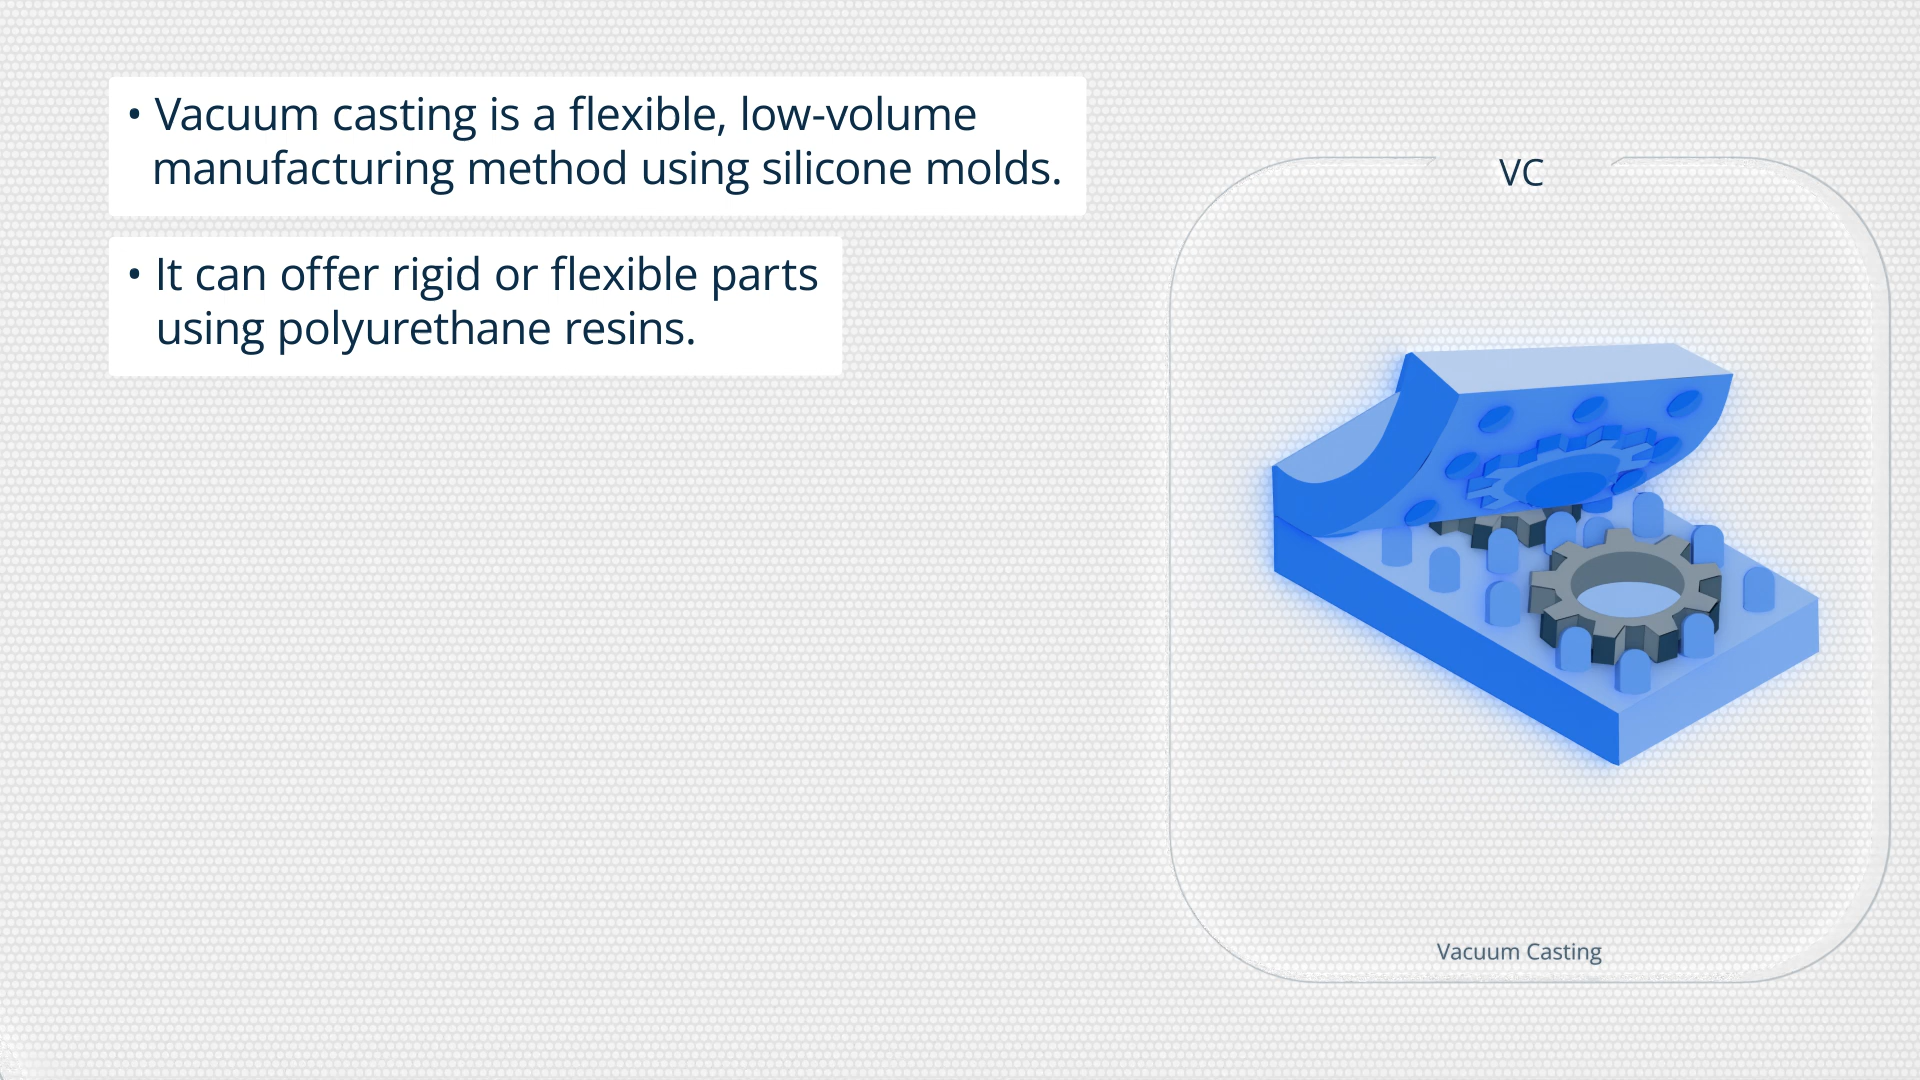 • Vacuum casting is a flexible, low-volume
manufacturing method using silicone molds.
• It can offer rigid or flexible parts
using polyurethane resins.
VC
Vacuum Casting